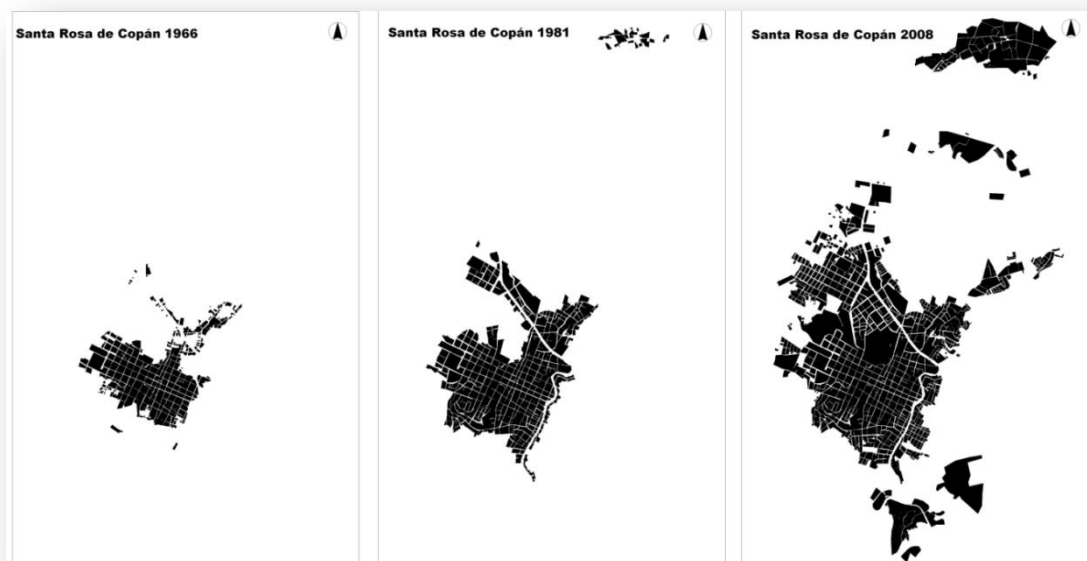 Santa Rosa de Copán 1966
Santa Rosa de Copán 1981
Santa Rosa de Copán 2008